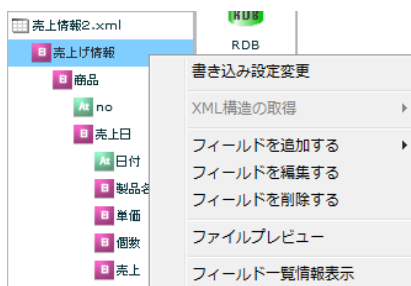 売上情報2.xml
売上げ情報
商品
At no
売上日
At 日付
製品名
単価
個数
売上
RDB
RDB
書き込み設定変更
XML構造の取得
フィールドを追加する
フィールドを編集する
フィールドを削除する
ファイルプレビュー
フィールド一覧情報表示